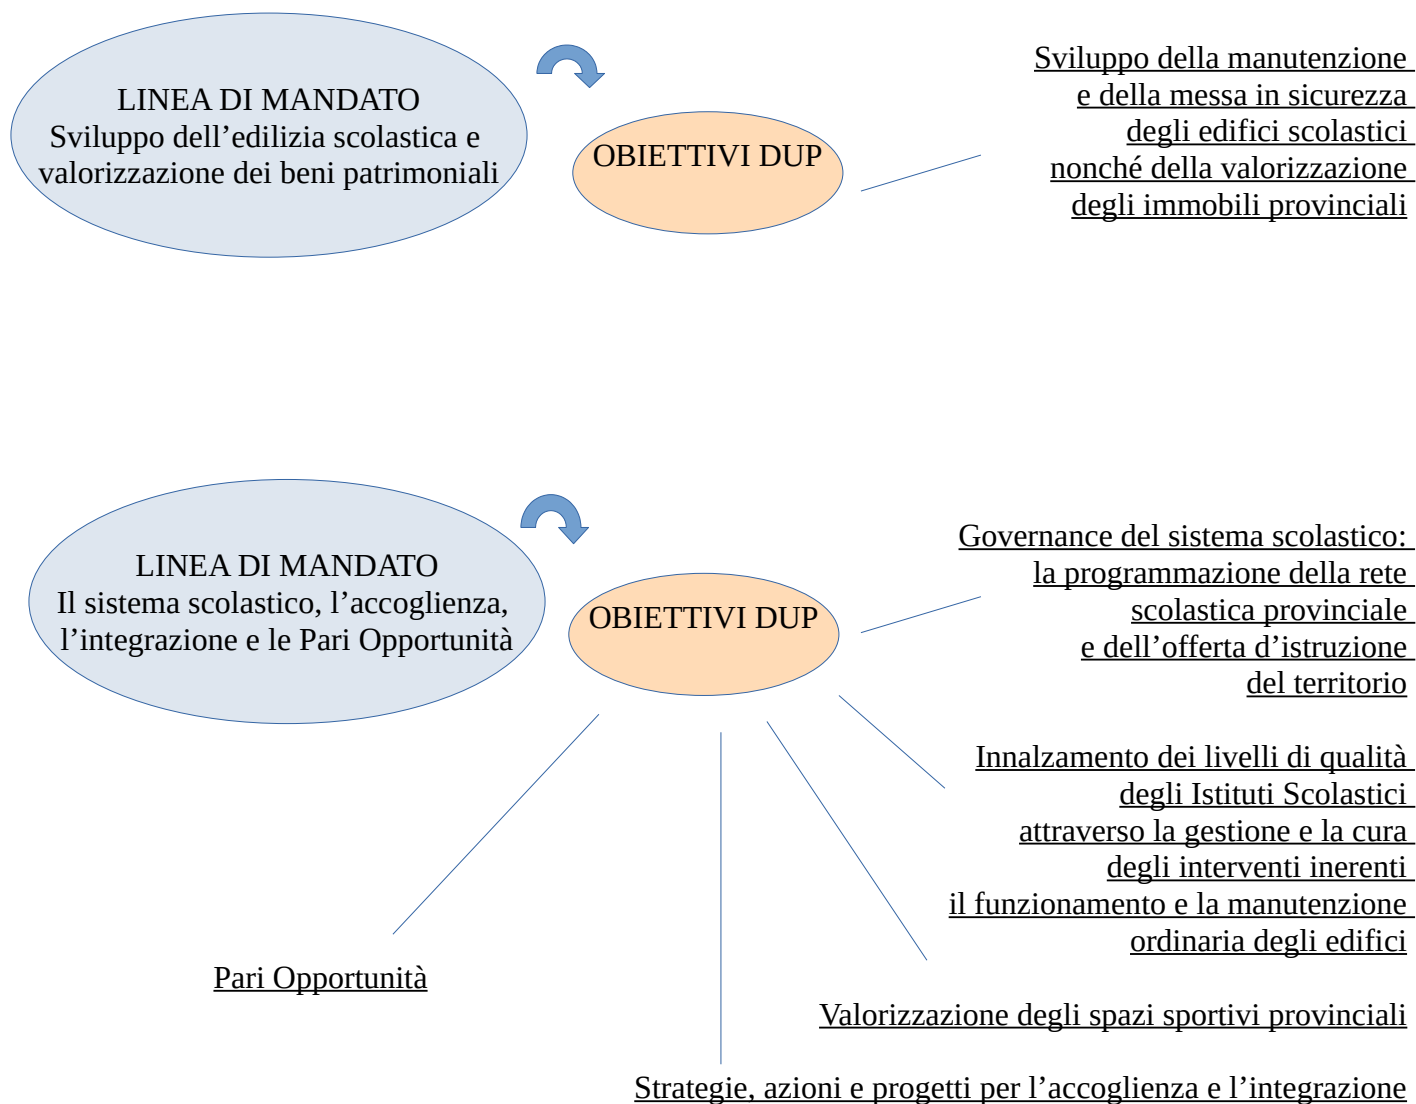 LINEA DI MANDATO
Sviluppo dell’edilizia scolastica e
valorizzazione dei beni patrimoniali
OBIETTIVI DUP
Sviluppo della manutenzione
e della messa in sicurezza
degli edifici scolastici
nonché della valorizzazione
degli immobili provinciali
LINEA DI MANDATO
Il sistema scolastico, l’accoglienza,
l’integrazione e le Pari Opportunità
OBIETTIVI DUP
Governance del sistema scolastico:
la programmazione della rete
scolastica provinciale
e dell’offerta d’istruzione
del territorio
Innalzamento dei livelli di qualità
degli Istituti Scolastici
attraverso la gestione e la cura
degli interventi inerenti
il funzionamento e la manutenzione
ordinaria degli edifici
Pari Opportunità
Valorizzazione degli spazi sportivi provinciali
Strategie, azioni e progetti per l’accoglienza e l’integrazione